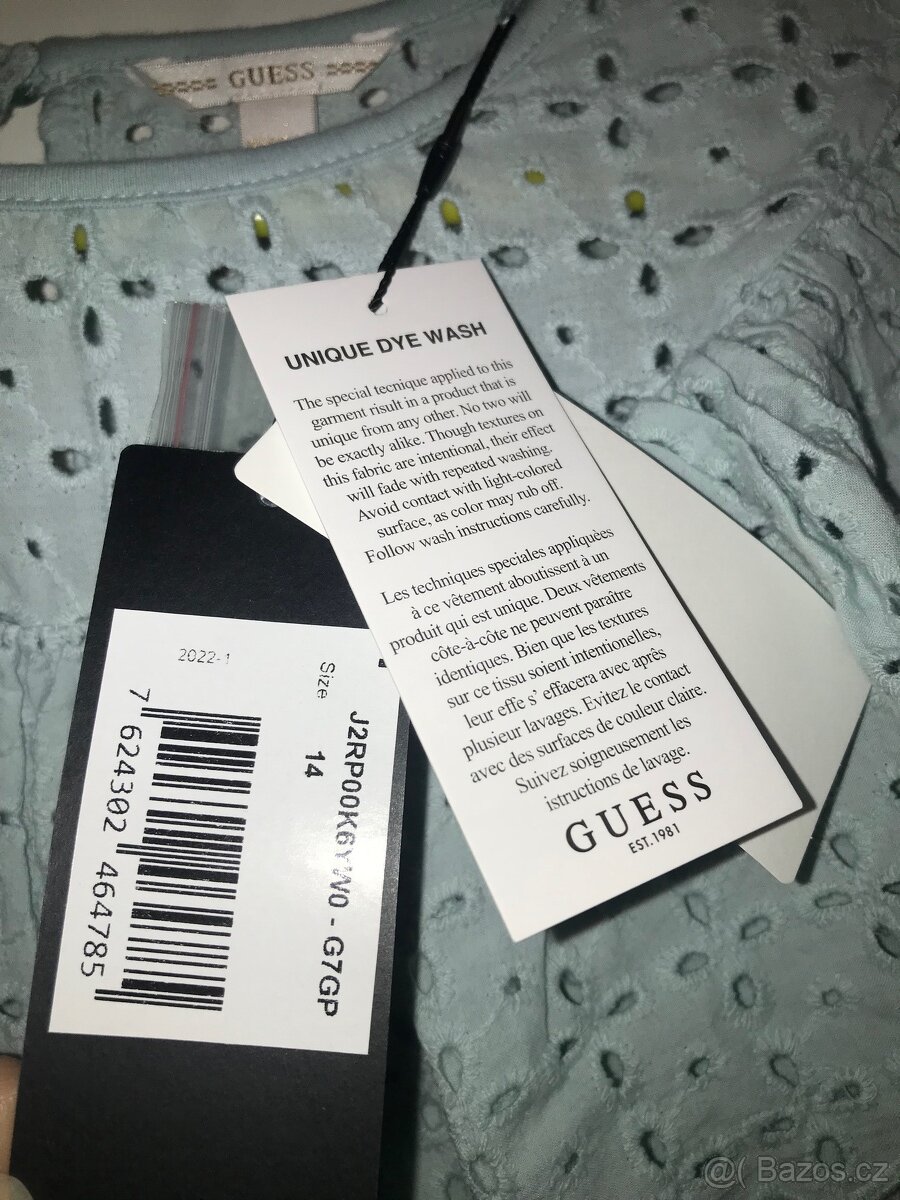 GUESS
UNIQUE DYE WASH
The special tecnique applied to this
garment risult in a product that is
unique from any other. No two will
be exactly alike. Though textures on
this fabric are intentional, their effect
will fade with repeated washing.
Avoid contact with light-colored
surface, as color may rub off.
Follow wash instructions carefully.
Les techniques speciales appliquées
à ce vêtement aboutissent à un
produit qui est unique. Deux vêtements
côte-à-côte ne peuvent paraître
identiques. Bien que les textures
sur ce tissu soient intentionelles,
leur effe s' effacera avec après
plusieur lavages. Evitez le contact
avec des surfaces de couleur claire.
Suivez soigneusement les
istructions de lavage.
GUESS
EST.1981
2022-1
J2RP00K6YW0 - G7GP
Size 14
7 624302 464785
@( Bazos.cz